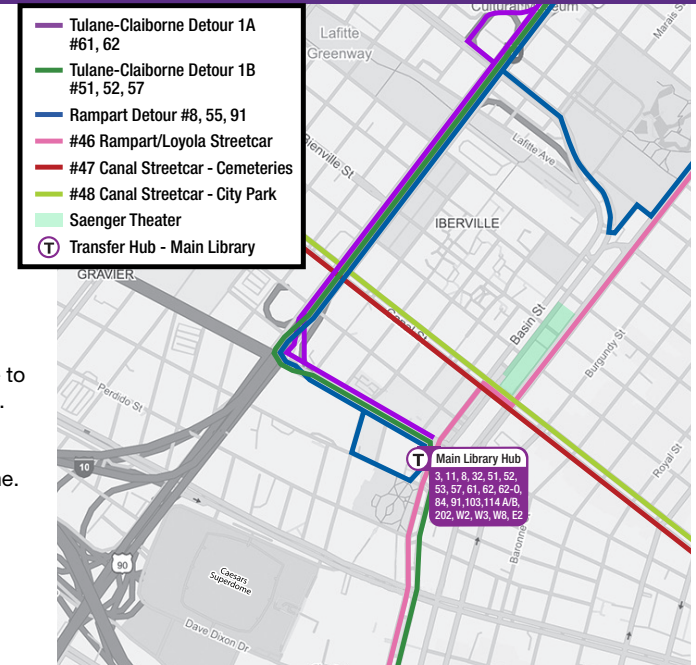 Tulane-Claiborne Detour 1A
#61, 62
Tulane-Claiborne Detour 1B
#51, 52, 57
Rampart Detour #8, 55, 91
#46 Rampart/Loyola Streetcar
#47 Canal Streetcar - Cemeteries
#48 Canal Streetcar - City Park
Saenger Theater
T Transfer Hub - Main Library
Marais St
Lafitte
Greenway
Lafitte Ave
Bienville St
IBERVILLE
GRAVIER
Canal St
Basin St
Burgundy St
to
.
Perdido St
Royal St
T
Main Library Hub
3, 11, 8, 32, 51, 52,
53, 57, 61, 62, 62-0,
84, 91,103,114 A/B,
202, W2, W3, W8, E2
10
ne.
Baronne
90
Caesars
Superdome
Dave Dixon Dr